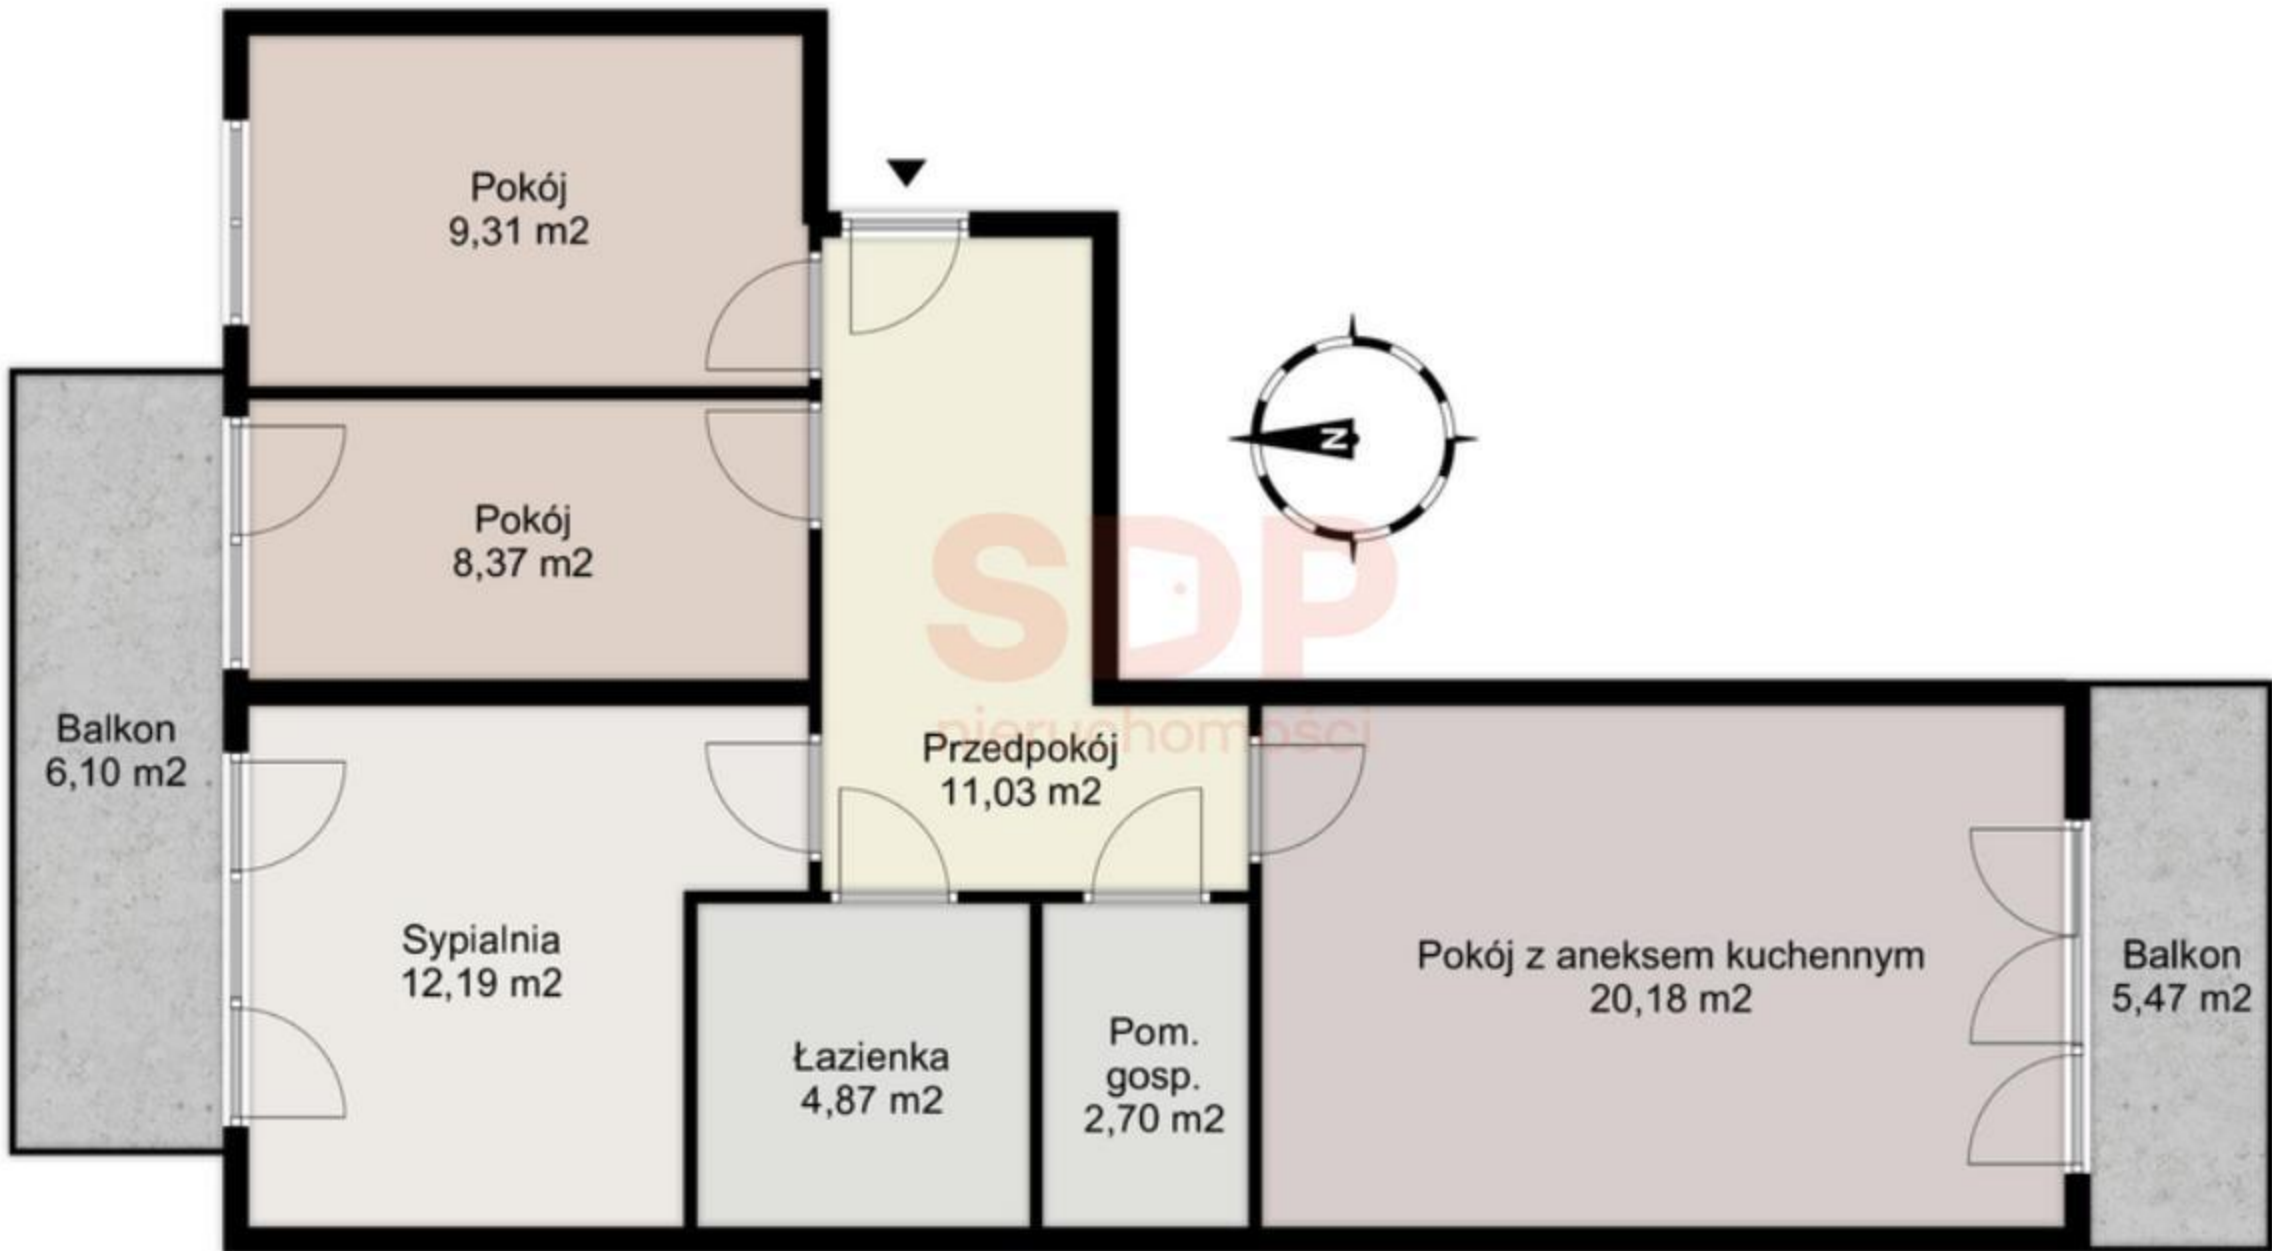 Pokój
9,31 m2
N
Pokój
8,37 m2
SDP
nieruchomości
Balkon
6,10 m2
Przedpokój
11,03 m2
Sypialnia
12,19 m2
Łazienka
4,87 m2
Pom.
gosp.
2,70 m2
Pokój z aneksem kuchennym
20,18 m2
Balkon
5,47 m2